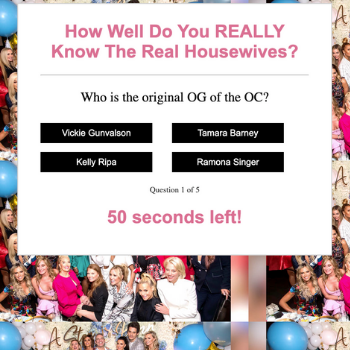 How Well Do You REALLY
Know The Real Housewives?
Who is the original OG of the OC?
Vickie Gunvalson
Tamara Barney
Kelly Ripa
Ramona Singer
Question 1 of 5
50 seconds left!